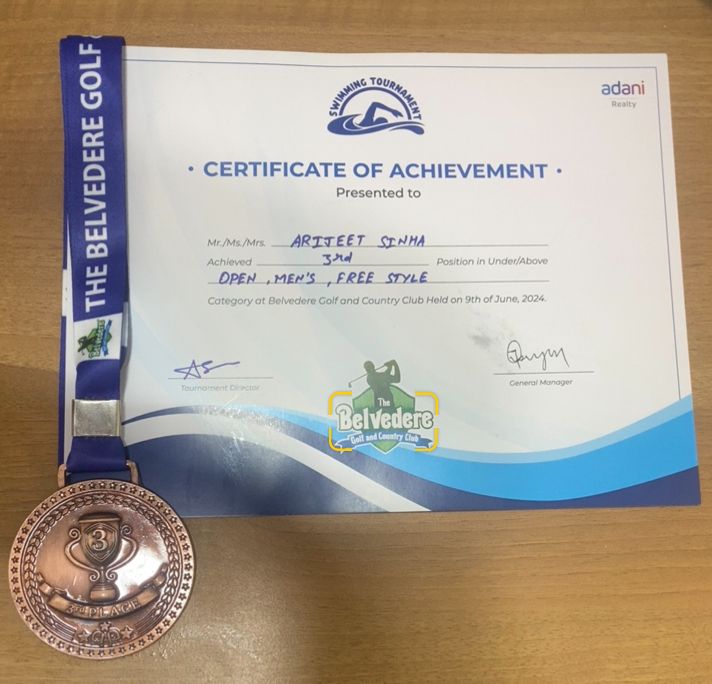 THE BELVEDERE GOLF
SWIMMING TOURNAMENT
adani
Realty
• CERTIFICATE OF ACHIEVEMENT •
Presented to
Mr./Ms./Mrs. ARIJEET SINHA
Achieved 3rd Position in Under/Above
OPEN , MEN'S , FREE STYLE
Category at Belvedere Golf and Country Club Held on 9th of June, 2024.
Tournament Director
General Manager
The
Belvedere
Golf and Country Club
Belvedere
3
3RD PLACE